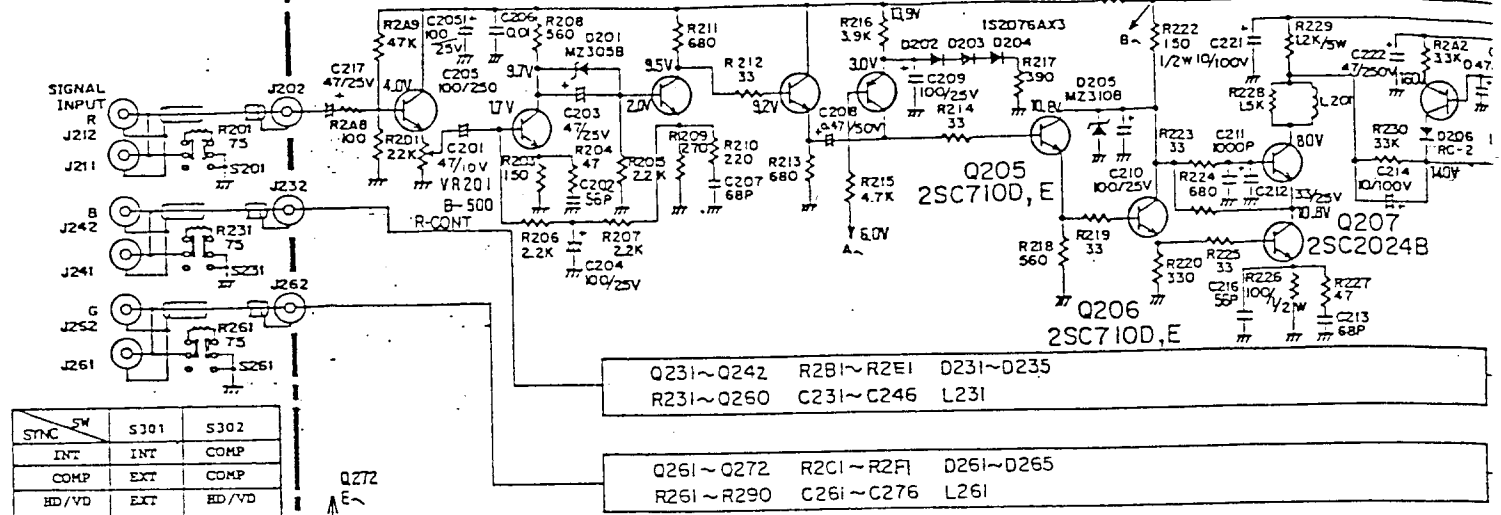 SIGNAL
INPUT
R
J212
J211
R201
75
S201
J202
C217
47/25V
R2A9
47K
R2A8
100
4.0V
C205
100
25V
C206
0.01
C205
100/250
R201
22K
C201
47/10V
VR201
B-500
R-CONT
1.7V
R208
560
9.7V
D201
MZ305B
C203
47
25V
R203
150
R204
47
C202
56P
R205
2.2K
R206
2.2K
R207
2.2K
C204
100/25V
2.0V
9.5V
R211
680
R212
33
R209
270
R210
220
C207
68P
9.2V
R213
680
C208
0.47/50V
R216
3.9K
13.9V
3.0V
1S2076AX3
D202 D203 D204
C209
100/25V
R217
390
R214
33
R215
4.7K
6.0V
A~
10.8V
D205
MZ310B
Q205
2SC710D, E
C210
100/25V
B~
R222
150
1/2W
C221
10/100V
R229
1.2K/5W
C222
47/250V
R2A2
33K
R228
1.5K
L201
80V
R223
33
C211
1000P
R224
680
C212
33/25V
10.8V
R230
33K
C214
10/100V
D206
RC-2
Q207
2SC2024B
R218
560
R219
33
R220
330
R225
33
C216
56P
R226
100/1/2W
R227
47
C213
68P
Q206
2SC710D,E
B
J242
J241
R231
75
S231
J232
G
J252
J261
R261
75
S261
J262
Q231~Q242 R2B1~R2E1 D231~D235
R231~Q260 C231~C246 L231
Q261~Q272 R2C1~R2F1 D261~D265
R261~R290 C261~C276 L261
SYNC SW S301 S302
INT INT COMP
COMP EXT COMP
HD/VD EXT HD/VD
Q272
E~